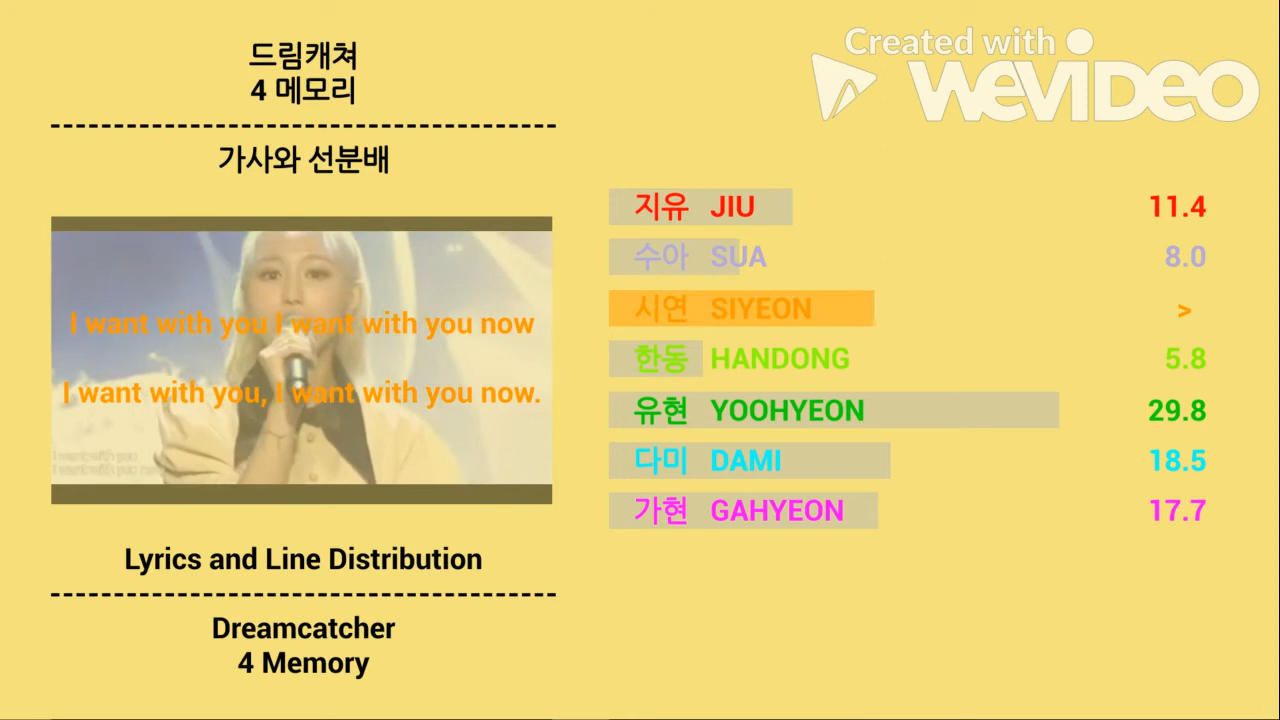 드림캐쳐
4 메모리
가사와 선분배
I want with you I want with you now
I want with you, I want with you now.
Lyrics and Line Distribution
Dreamcatcher
4 Memory
Created with
WeVideo
지유 JIU 11.4
수아 SUA 8.0
시연 SIYEON >
한동 HANDONG 5.8
유현 YOOHYEON 29.8
다미 DAMI 18.5
가현 GAHYEON 17.7